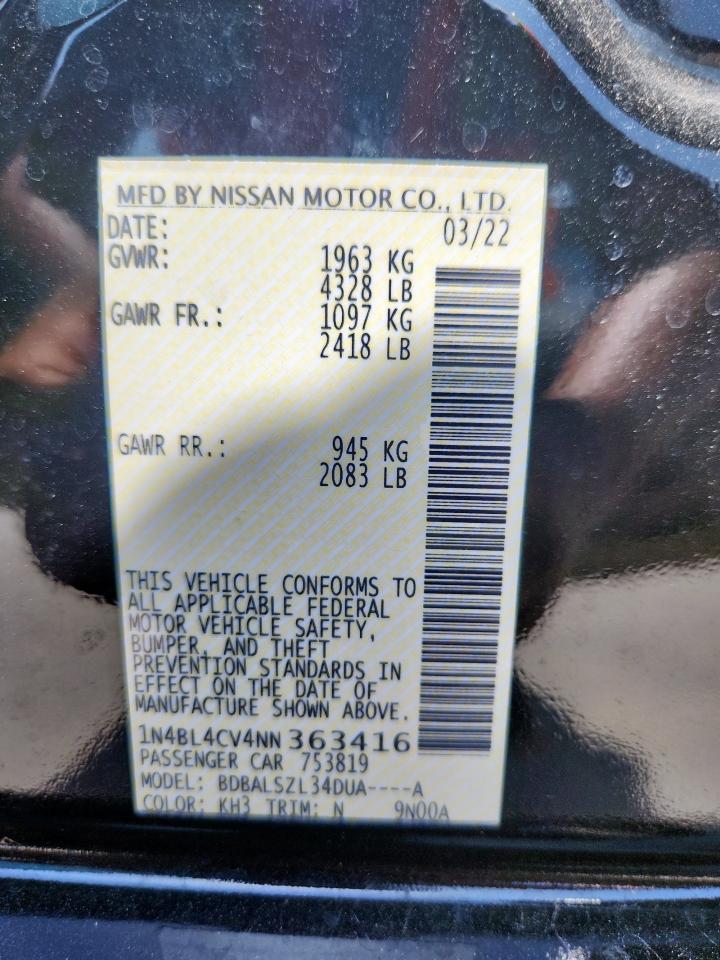 MFD BY NISSAN MOTOR CO., LTD.
DATE: 03/22
GVWR: 1963 KG
4328 LB
GAWR FR.: 1097 KG
2418 LB
GAWR RR.: 945 KG
2083 LB
THIS VEHICLE CONFORMS TO
ALL APPLICABLE FEDERAL
MOTOR VEHICLE SAFETY,
BUMPER, AND THEFT
PREVENTION STANDARDS IN
EFFECT ON THE DATE OF
MANUFACTURE SHOWN ABOVE.
1N4BL4CV4NN 363416
PASSENGER CAR 753819
MODEL: BDBALSZL34DUA----A
COLOR: KH3 TRIM: N 9N00A